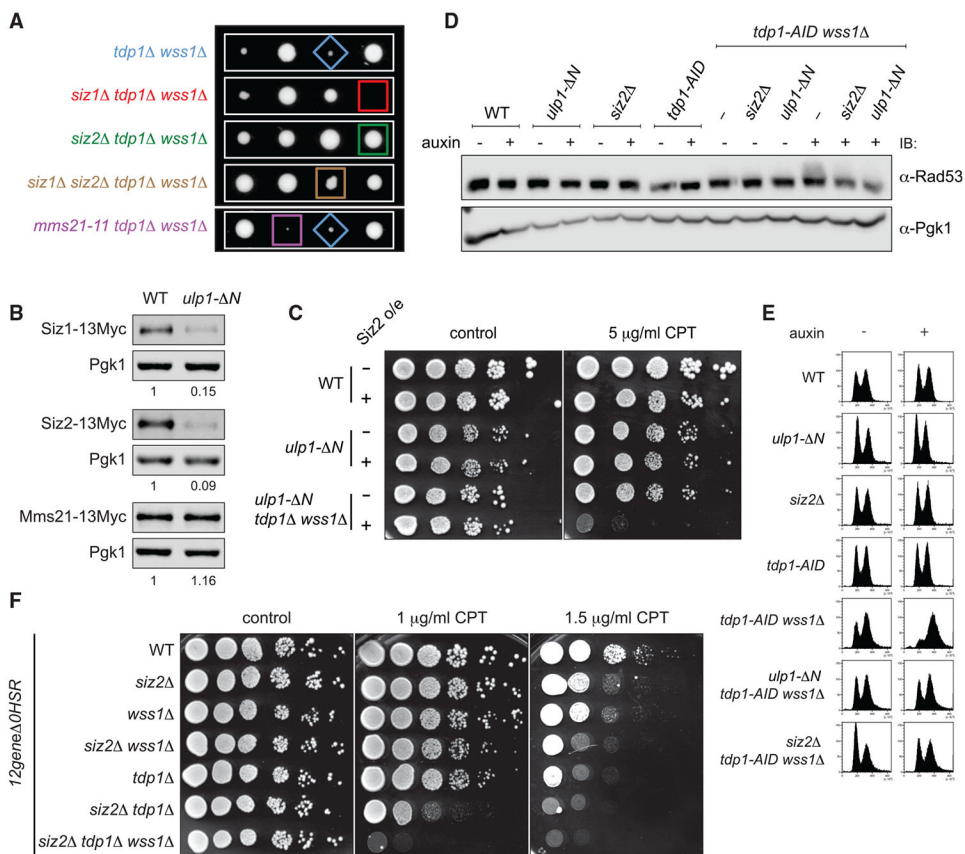 A
tdp1Δ wss1Δ
siz1Δ tdp1Δ wss1Δ
siz2Δ tdp1Δ wss1Δ
siz1Δ siz2Δ tdp1Δ wss1Δ
mms21-11 tdp1Δ wss1Δ
D
tdp1-AID wss1Δ
WT ulp1-ΔN siz2Δ tdp1-AID - siz2Δ ulp1-ΔN - siz2Δ ulp1-ΔN
auxin - + - + - + - + - - - + + + IB:
α-Rad53
α-Pgk1
B
WT ulp1-ΔN
Siz1-13Myc
Pgk1
1 0.15
Siz2-13Myc
Pgk1
1 0.09
Mms21-13Myc
Pgk1
1 1.16
C
Siz2 o/e
control 5 μg/ml CPT
WT - +
ulp1-ΔN - +
ulp1-ΔN
tdp1Δ wss1Δ - +
E
auxin - +
WT
ulp1-ΔN
siz2Δ
tdp1-AID
tdp1-AID wss1Δ
ulp1-ΔN
tdp1-AID wss1Δ
siz2Δ
tdp1-AID wss1Δ
F
control 1 μg/ml CPT 1.5 μg/ml CPT
12geneΔ0HSR
WT
siz2Δ
wss1Δ
siz2Δ wss1Δ
tdp1Δ
siz2Δ tdp1Δ
siz2Δ tdp1Δ wss1Δ